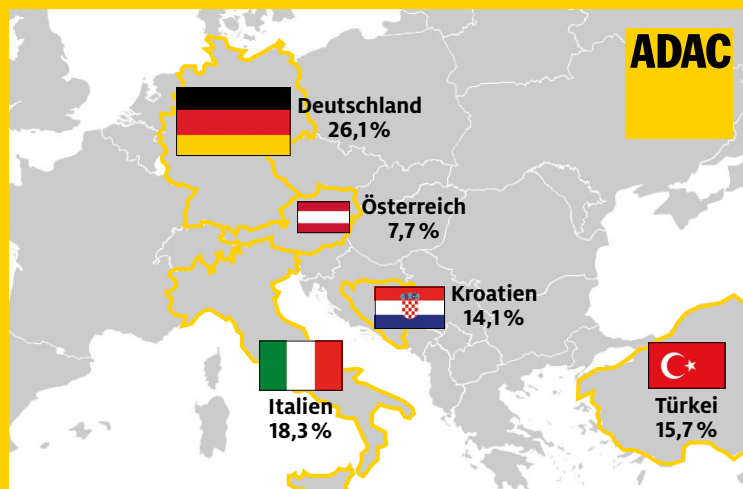 ADAC
Deutschland
26,1 %
Österreich
7,7 %
Kroatien
14,1 %
Italien
18,3 %
Türkei
15,7 %